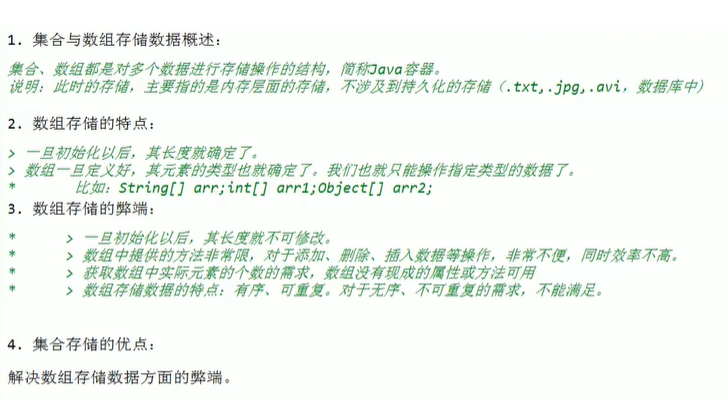 1. 集合与数组存储数据概述：
集合、数组都是对多个数据进行存储操作的结构，简称Java容器。
说明：此时的存储，主要指的是内存层面的存储，不涉及到持久化的存储（.txt,.jpg,.avi，数据库中）
2. 数组存储的特点：
> 一旦初始化以后，其长度就确定了。
> 数组一旦定义好，其元素的类型也就确定了。我们也就只能操作指定类型的数据了。
* 比如：String[] arr;int[] arr1;Object[] arr2;
3. 数组存储的弊端：
* > 一旦初始化以后，其长度就不可修改。
* > 数组中提供的方法非常限，对于添加、删除、插入数据等操作，非常不便，同时效率不高。
* > 获取数组中实际元素的个数的需求，数组没有现成的属性或方法可用
* > 数组存储数据的特点：有序、可重复。对于无序、不可重复的需求，不能满足。
4. 集合存储的优点：
解决数组存储数据方面的弊端。